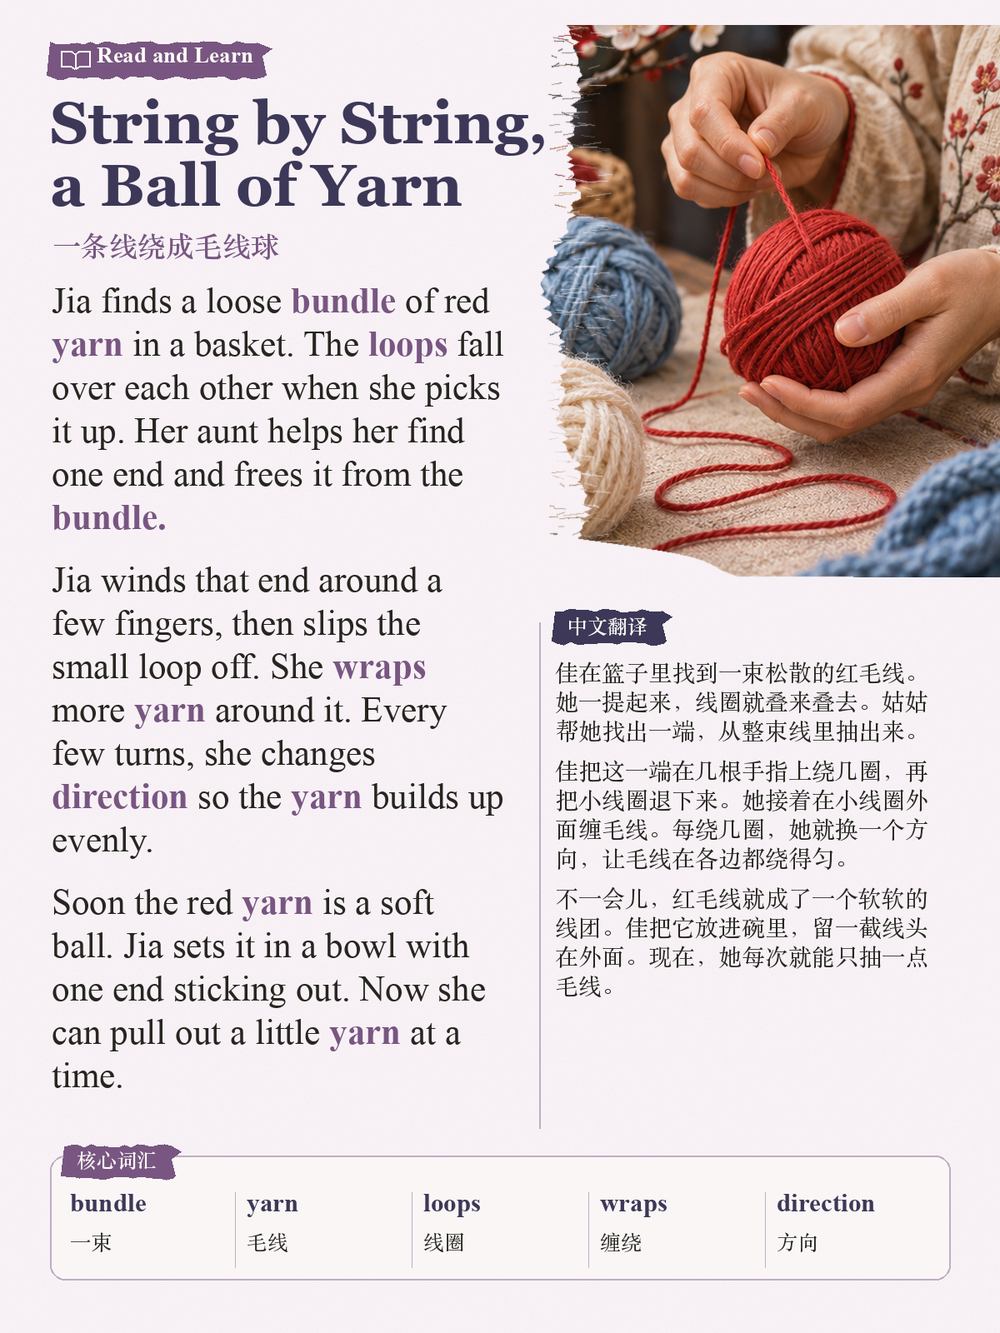 Read and Learn
String by String,
a Ball of Yarn
一条线绕成毛线球
Jia finds a loose bundle of red
yarn in a basket. The loops fall
over each other when she picks
it up. Her aunt helps her find
one end and frees it from the
bundle.
Jia winds that end around a
few fingers, then slips the
small loop off. She wraps
more yarn around it. Every
few turns, she changes
direction so the yarn builds up
evenly.
Soon the red yarn is a soft
ball. Jia sets it in a bowl with
one end sticking out. Now she
can pull out a little yarn at a
time.
中文翻译
佳在篮子里找到一束松散的红毛线。
她一提起来，线圈就叠来叠去。姑姑
帮她找出一端，从整束线里抽出来。
佳把这一端在几根手指上绕几圈，再
把小线圈退下来。她接着在小线圈外
面缠毛线。每绕几圈，她就换一个方
向，让毛线在各边都绕得匀。
不一会儿，红毛线就成了一个软软的
线团。佳把它放进碗里，留一截线头
在外面。现在，她每次就能只抽一点
毛线。
核心词汇
bundle
一束
yarn
毛线
loops
线圈
wraps
缠绕
direction
方向